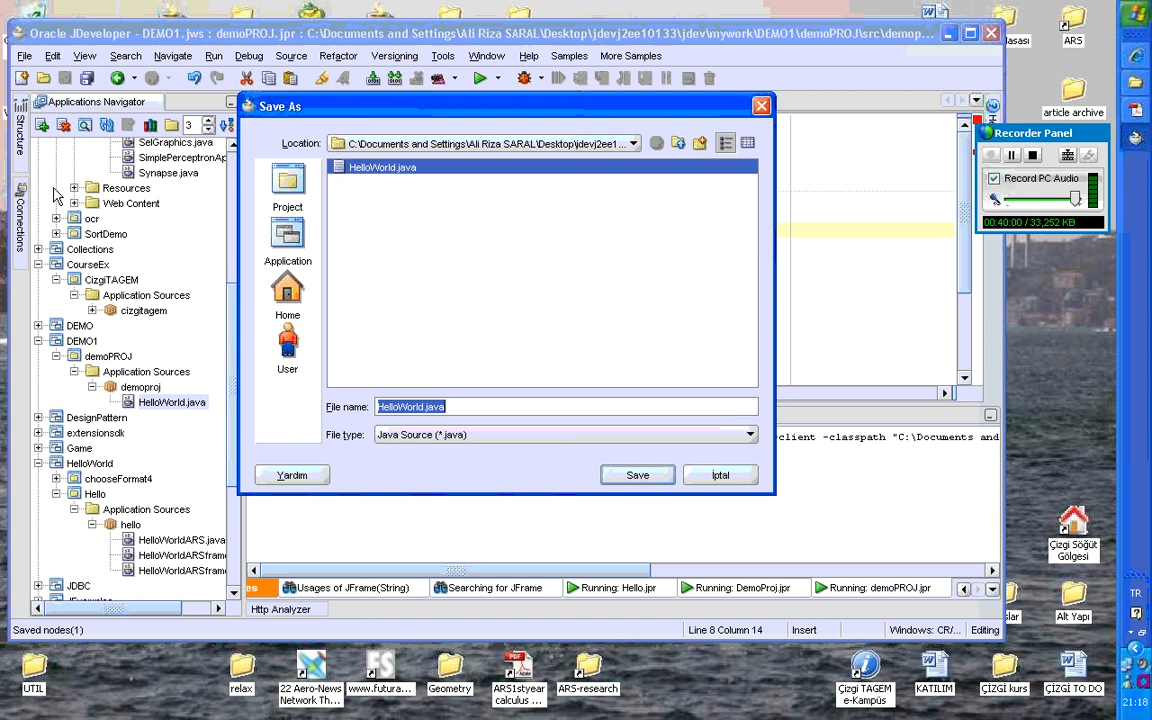 Oracle JDeveloper - DEMO1.jws : demoPROJ.jpr : C:\Documents and Settings\Ali Riza SARAL\Desktop\jdevj2ee10133\jdev\mywork\DEMO1\demoPROJ\src\demop...
File Edit View Search Navigate Run Debug Source Refactor Versioning Tools Window Help Samples More Samples
Applications Navigator
3
Structure
Connections
SelGraphics.java
SimplePerceptronAp
Synapse.java
Resources
Web Content
ocr
SortDemo
Collections
CourseEx
CizgiTAGEM
Application Sources
cizgitagem
DEMO
DEMO1
demoPROJ
Application Sources
demoproj
HelloWorld.java
DesignPattern
extensionsdk
Game
HelloWorld
chooseFormat4
Hello
Application Sources
hello
HelloWorldARS.java
HelloWorldARSfram
HelloWorldARSfram
JDBC
Save As
Location: C:\Documents and Settings\Ali Riza SARAL\Desktop\jdevj2ee1...
HelloWorld.java
Project
Application
Home
User
File name: HelloWorld.java
File type: Java Source (*.java)
Yardım Save İptal
client -classpath "C:\Documents and
es Usages of JFrame(String) Searching for JFrame Running: Hello.jpr Running: DemoProj.jpr Running: demoPROJ.jpr
Http Analyzer
Saved nodes(1) Line 8 Column 14 Insert Windows: CR/... Editing
Recorder Panel
Record PC Audio
00:40:00 / 33,252 KB
ARS
article archive
Çizgi Söğüt
Gölgesi
Alt Yapı
UTIL
relax
22 Aero-News
Network Th...
www.futura...
Geometry
ARS1styear
calculus ...
ARS-research
Çizgi TAGEM
e-Kampüs
KATILIM
ÇİZGİ kurs
ÇİZGİ TO DO
TR
21:18